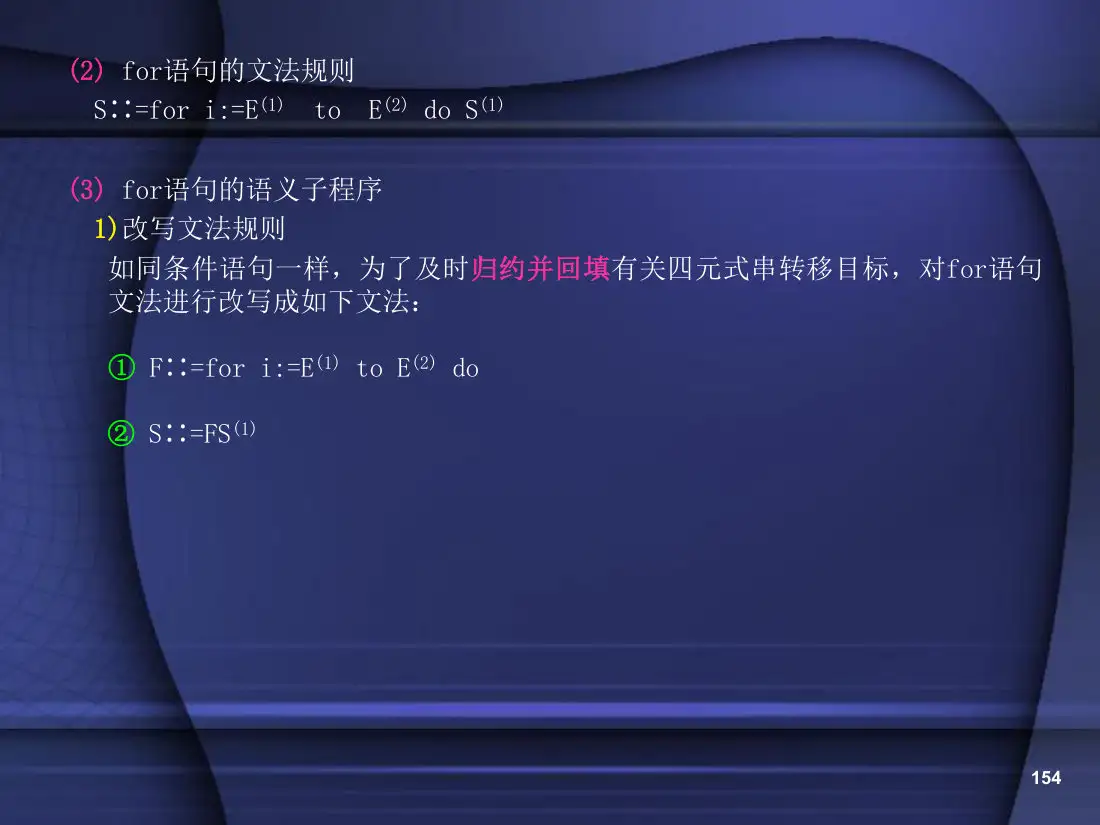 (2) for语句的文法规则
S∷=for i:=E⁽¹⁾ to E⁽²⁾ do S⁽¹⁾
(3) for语句的语义子程序
1)改写文法规则
如同条件语句一样，为了及时归约并回填有关四元式串转移目标，对for语句
文法进行改写成如下文法：
① F∷=for i:=E⁽¹⁾ to E⁽²⁾ do
② S∷=FS⁽¹⁾
154